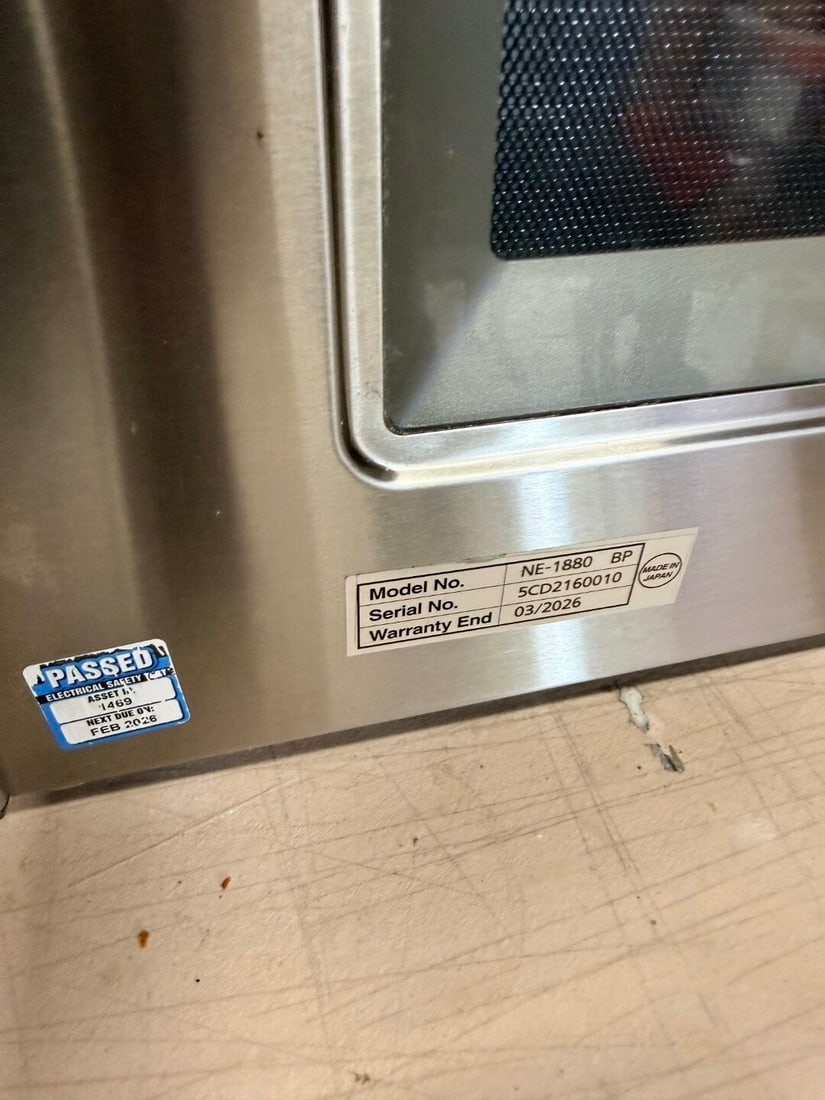 Model No. NE-1880 BP
Serial No. 5CD2160010
Warranty End 03/2026
MADE IN
JAPAN
PASSED
ELECTRICAL SAFETY
ASSET
1469
NEXT DUE ON:
FEB 2026